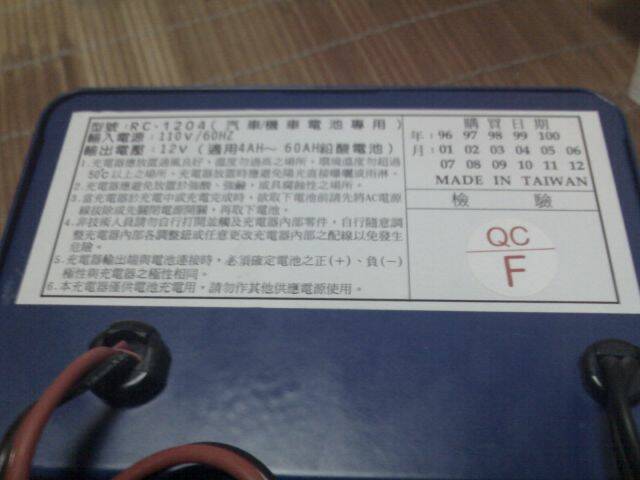 型號:RC-1204(汽車/機車電池專用)
輸入電源:110V/60HZ
輸出電壓:12V (適用4AH~ 60AH鉛酸電池)
1.充電器應放置通風良好,溫度勿過高之場所,環境溫度勿超過
50℃以上之場所,充電器放置時應避免陽光直接曝曬或雨淋。
2.充電器應避免放置於強酸、強鹼,或具腐蝕性之場所。
3.當充電器於充電中或充電完成時,欲取下電池前請先將AC電源
線拔除或先關閉電源開關,再取下電池。
4.非技術人員請勿自行打開並觸及充電器內部零件,自行隨意調
整充電器內部各調整鈕或任意更改充電器內部之配線以免發生
危險。
5.充電器輸出端與電池連接時,必須確定電池之正(+)、負(-)
極性與充電器之極性相同。
6.本充電器僅供電池充電用,請勿作其他供應電源使用。
購買日期
年: 96 97 98 99 100
月: 01 02 03 04 05 06
07 08 09 10 11 12
MADE IN TAIWAN
檢 驗
QC
F